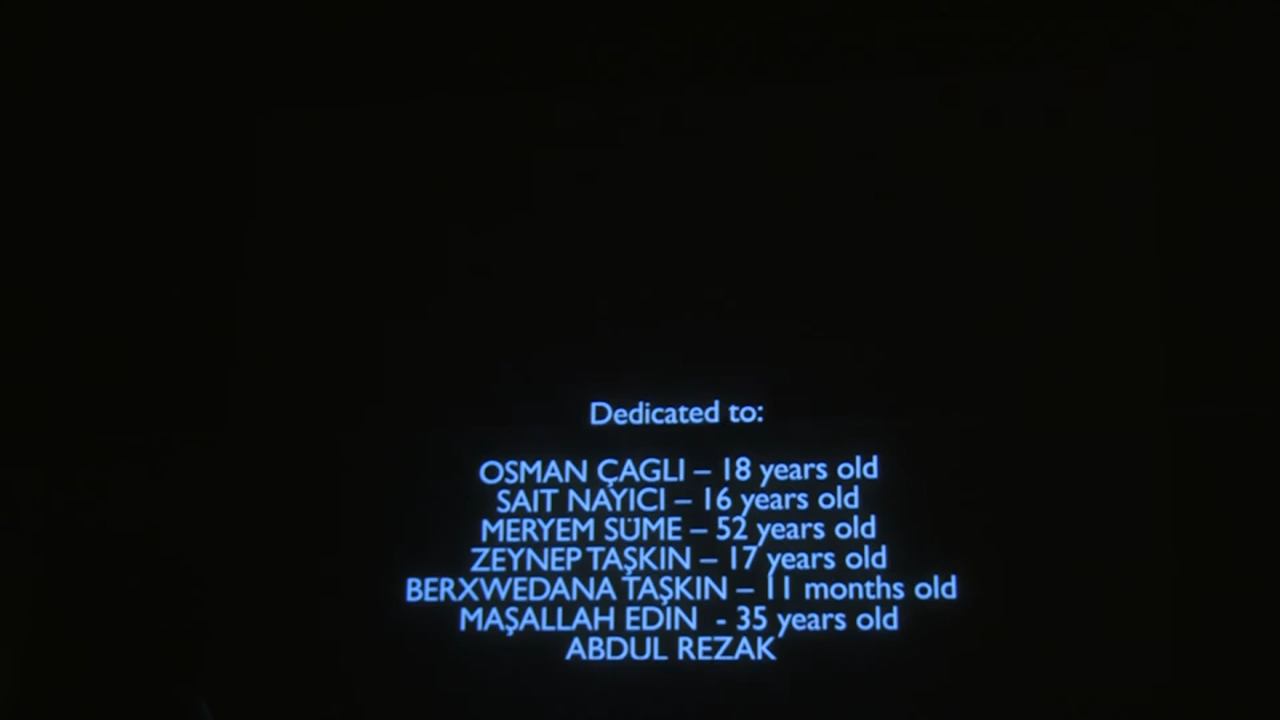 Dedicated to:
OSMAN ÇAGLI – 18 years old
SAIT NAYICI – 16 years old
MERYEM SÜME – 52 years old
ZEYNEP TAŞKIN – 17 years old
BERXWEDANA TAŞKIN – 11 months old
MAŞALLAH EDIN - 35 years old
ABDUL REZAK